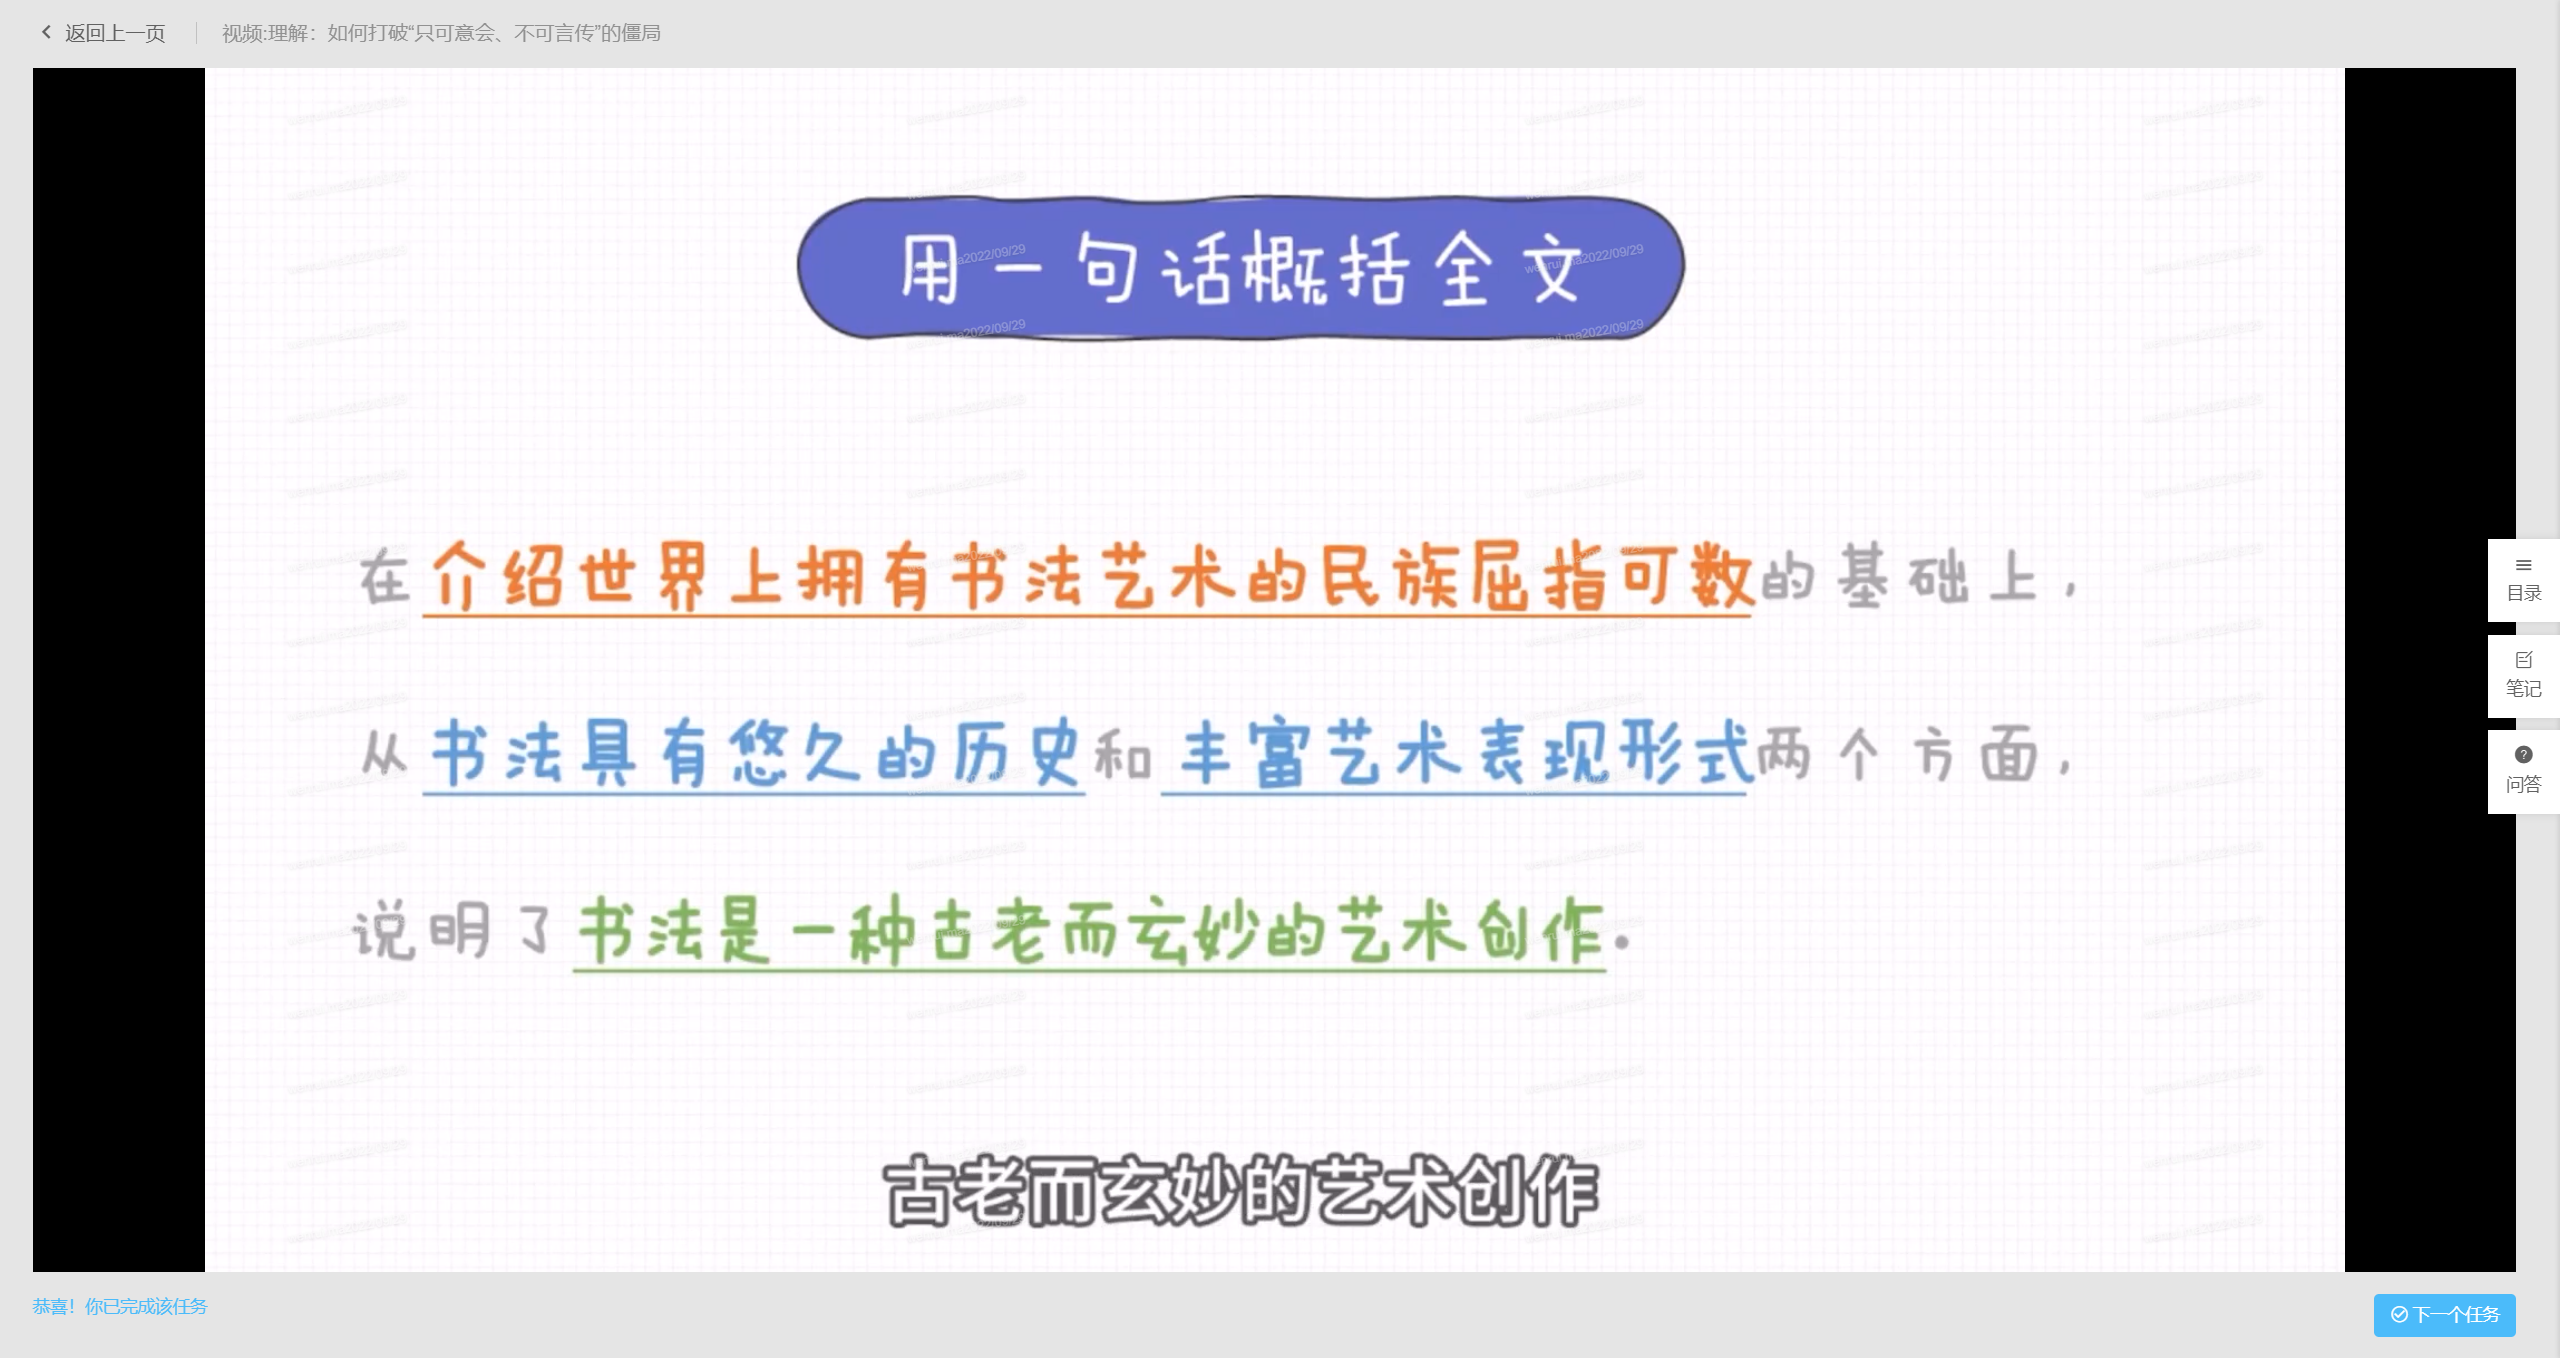 返回上一页
视频:理解：如何打破“只可意会、不可言传”的僵局
用一句话概括全文
在介绍世界上拥有书法艺术的民族屈指可数的基础上，
从书法具有悠久的历史和丰富艺术表现形式两个方面，
说明了书法是一种古老而玄妙的艺术创作.
古老而玄妙的艺术创作
目录
笔记
问答
恭喜！你已完成该任务
下一个任务